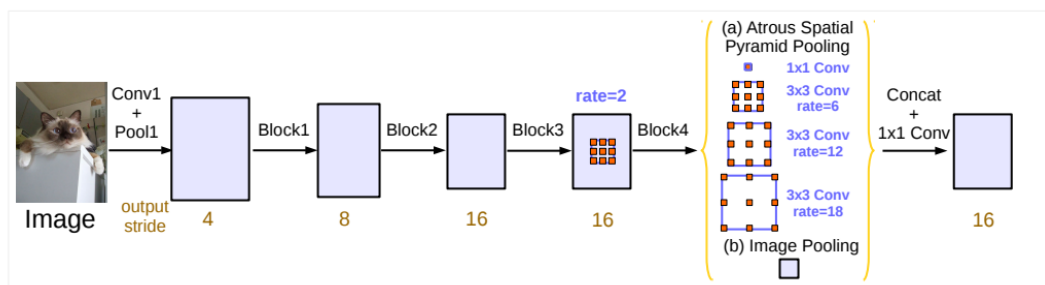 (a) Atrous Spatial
Pyramid Pooling
1x1 Conv
3x3 Conv
rate=6
3x3 Conv
rate=12
3x3 Conv
rate=18
(b) Image Pooling
Conv1
+
Pool1
Block1
Block2
Block3
rate=2
Block4
Concat
+
1x1 Conv
Image
output
stride
4
8
16
16
16